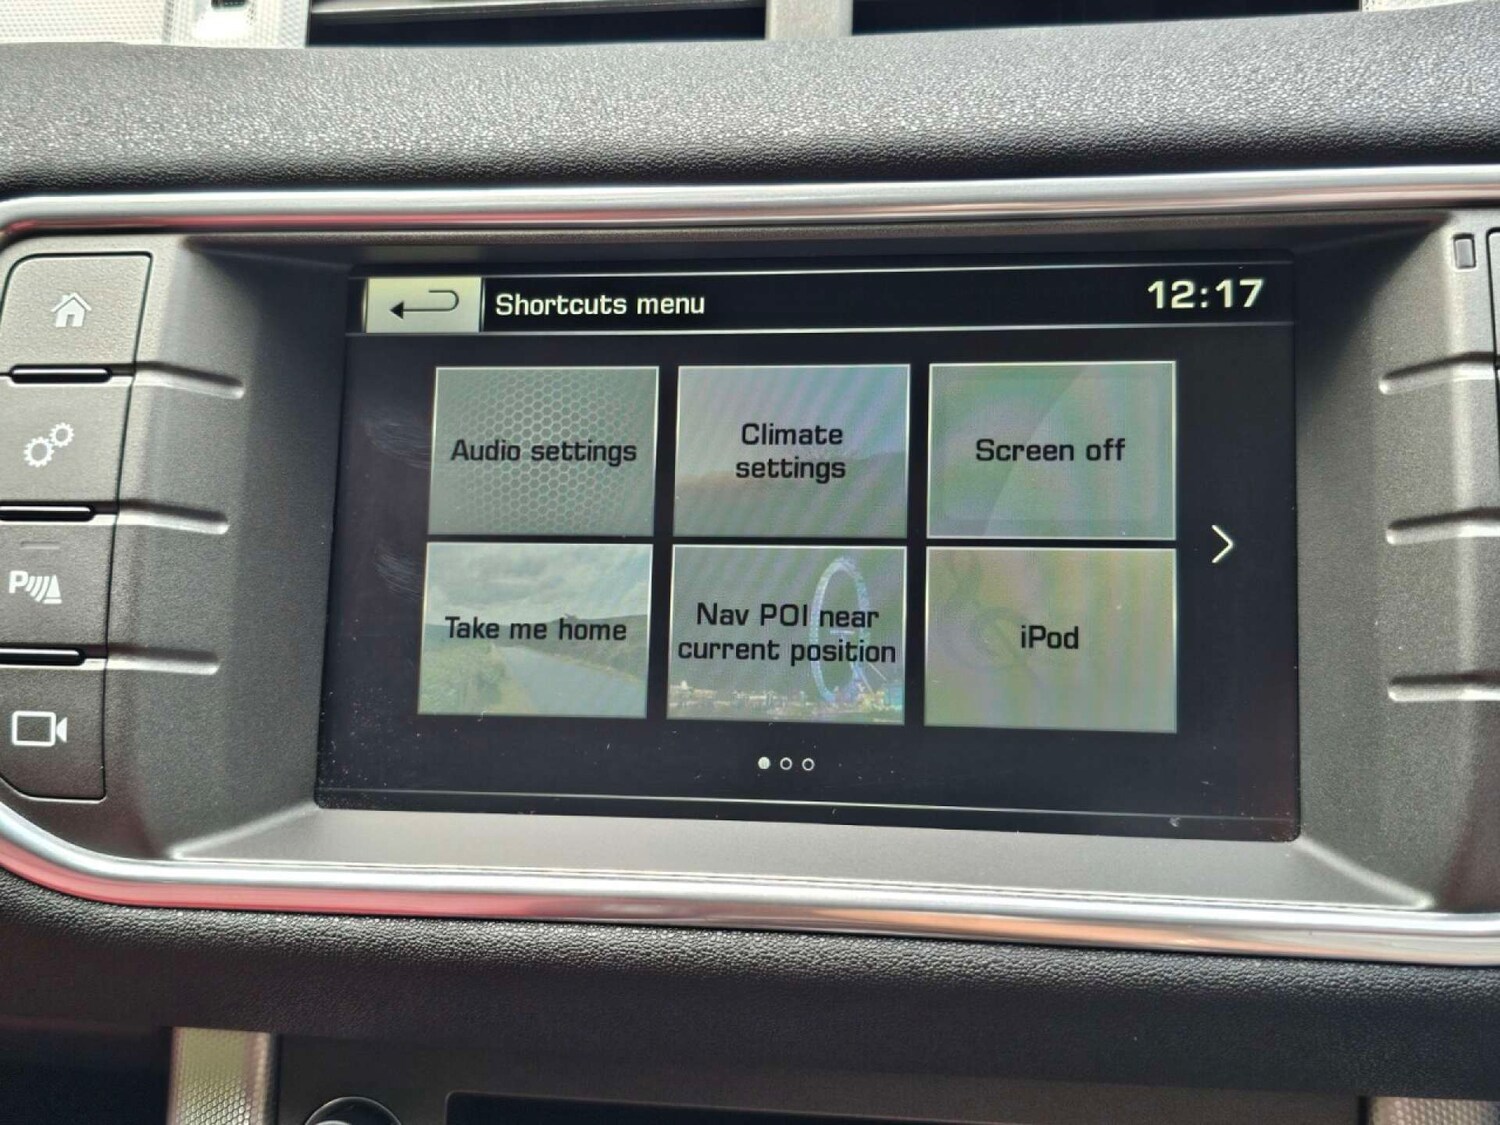 Shortcuts menu
12:17
Audio settings
Climate
settings
Screen off
Take me home
Nav POI near
current position
iPod
P